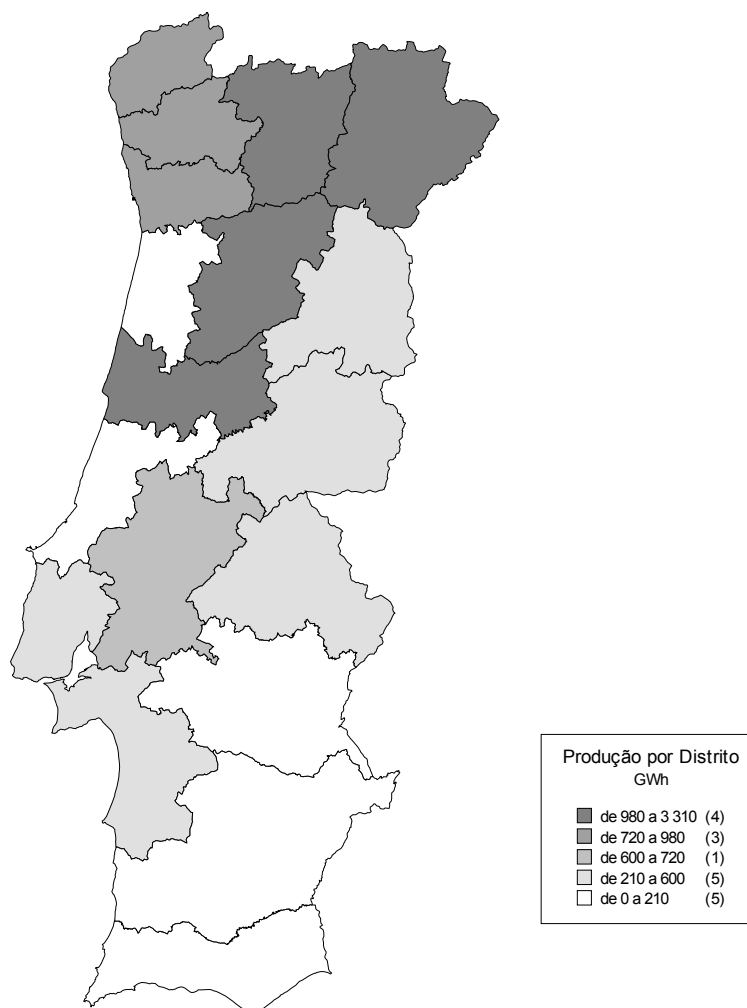 Produção por Distrito
GWh
de 980 a 3 310 (4)
de 720 a 980 (3)
de 600 a 720 (1)
de 210 a 600 (5)
de 0 a 210 (5)